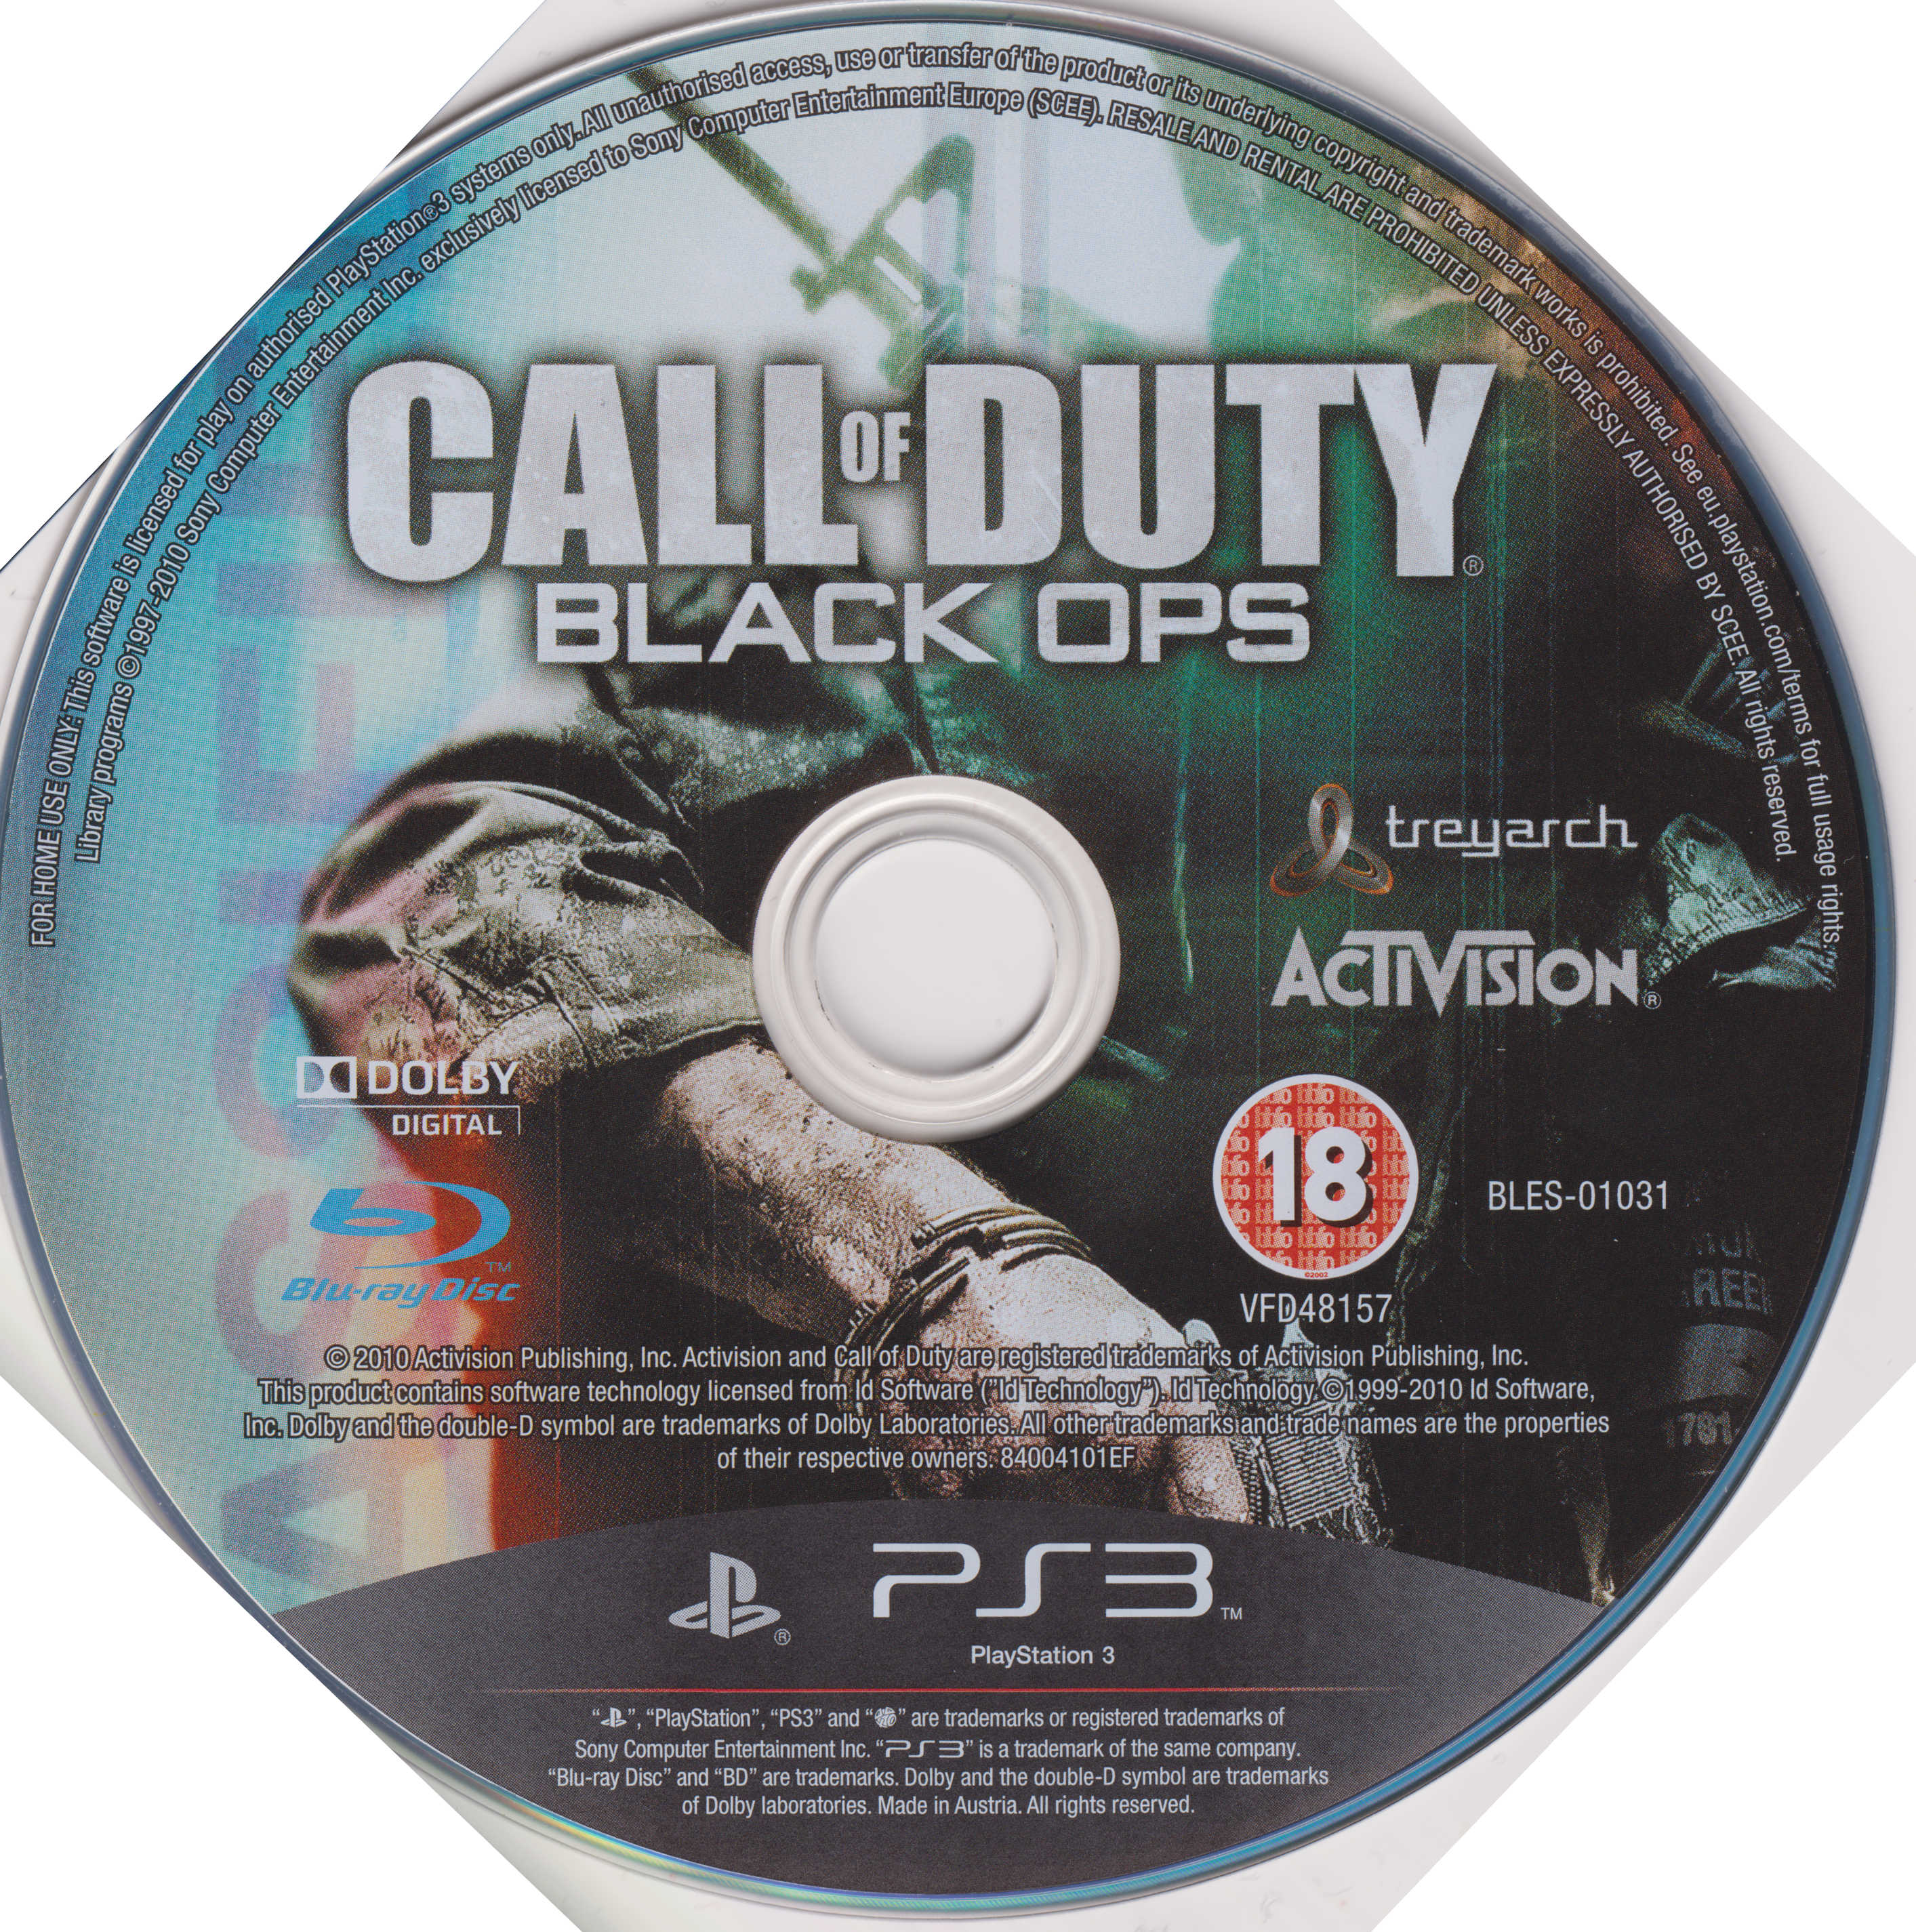 FOR HOME USE ONLY: This software is licensed for play on authorised PlayStation®3 systems only. All unauthorised access, use or transfer of the product or its underlying copyright and trademark works is prohibited. See eu.playstation.com/terms for full usage rights.
Library programs ©1997-2010 Sony Computer Entertainment Inc. exclusively licensed to Sony Computer Entertainment Europe (SCEE). RESALE AND RENTAL ARE PROHIBITED UNLESS EXPRESSLY AUTHORISED BY SCEE. All rights reserved.
CALL OF DUTY®
BLACK OPS
treyarch
ACTIVISION®
DOLBY
DIGITAL
18
BLES-01031
Blu-ray Disc™
VFD48157
© 2010 Activision Publishing, Inc. Activision and Call of Duty are registered trademarks of Activision Publishing, Inc.
This product contains software technology licensed from Id Software ("Id Technology"). Id Technology © 1999-2010 Id Software,
Inc. Dolby and the double-D symbol are trademarks of Dolby Laboratories. All other trademarks and trade names are the properties
of their respective owners. 84004101EF
PS3™
PlayStation 3
“ ”, “PlayStation”, “PS3” and “ ” are trademarks or registered trademarks of
Sony Computer Entertainment Inc. “PS3” is a trademark of the same company.
“Blu-ray Disc” and “BD” are trademarks. Dolby and the double-D symbol are trademarks
of Dolby laboratories. Made in Austria. All rights reserved.